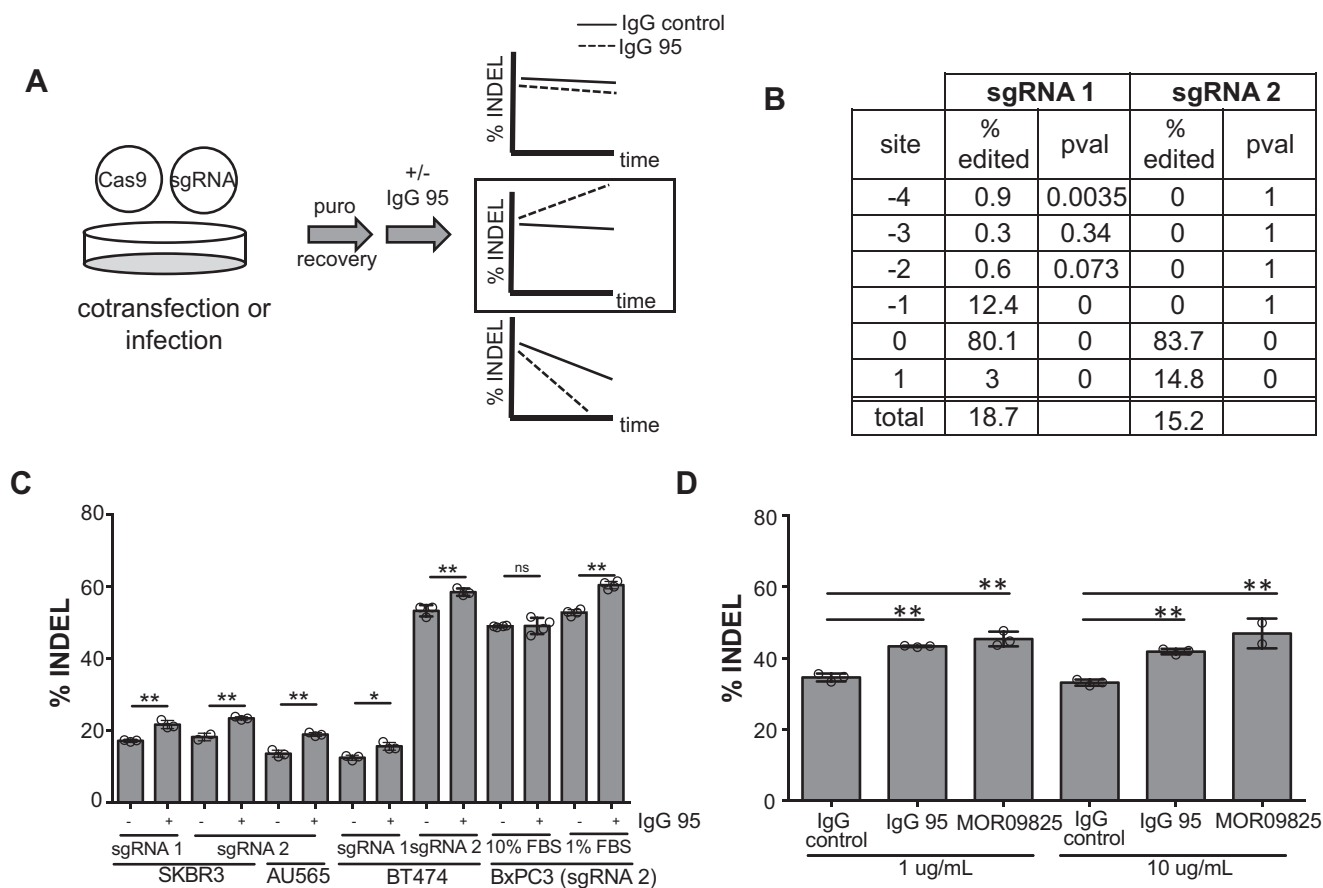 A
IgG control
IgG 95
% INDEL
time
Cas9
sgRNA
puro
recovery
+/-
IgG 95
% INDEL
time
cotransfection or
infection
% INDEL
time
B
sgRNA 1 sgRNA 2
site % edited pval % edited pval
-4 0.9 0.0035 0 1
-3 0.3 0.34 0 1
-2 0.6 0.073 0 1
-1 12.4 0 0 1
0 80.1 0 83.7 0
1 3 0 14.8 0
total 18.7 15.2
C
% INDEL
80
60
40
20
0
** ** ** * ** ns **
- + - + - + - + - + - + - + IgG 95
sgRNA 1 sgRNA 2 sgRNA 1 sgRNA 2 10% FBS 1% FBS
SKBR3 AU565 BT474 BxPC3 (sgRNA 2)
D
% INDEL
80
60
40
20
0
** **
** **
IgG control IgG 95 MOR09825 IgG control IgG 95 MOR09825
1 ug/mL 10 ug/mL